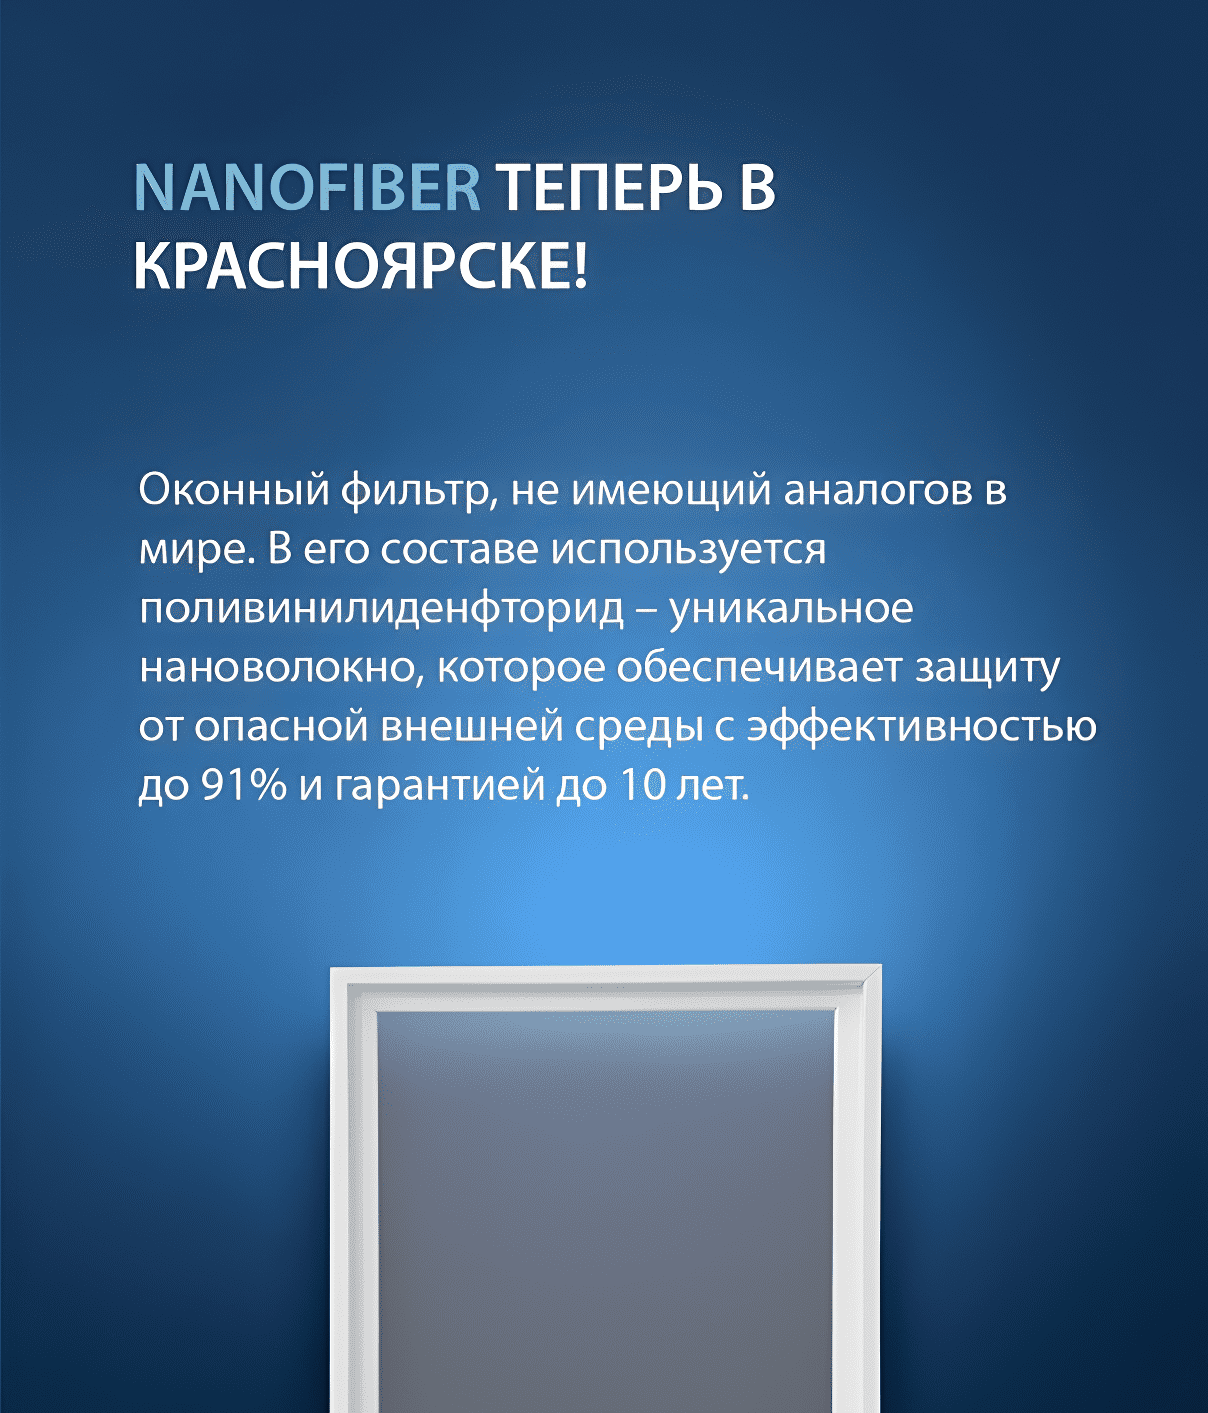 NANOFIBER ТЕПЕРЬ В
КРАСНОЯРСКЕ!
Оконный фильтр, не имеющий аналогов в
мире. В его составе используется
поливинилиденфторид – уникальное
нановолокно, которое обеспечивает защиту
от опасной внешней среды с эффективностью
до 91% и гарантией до 10 лет.